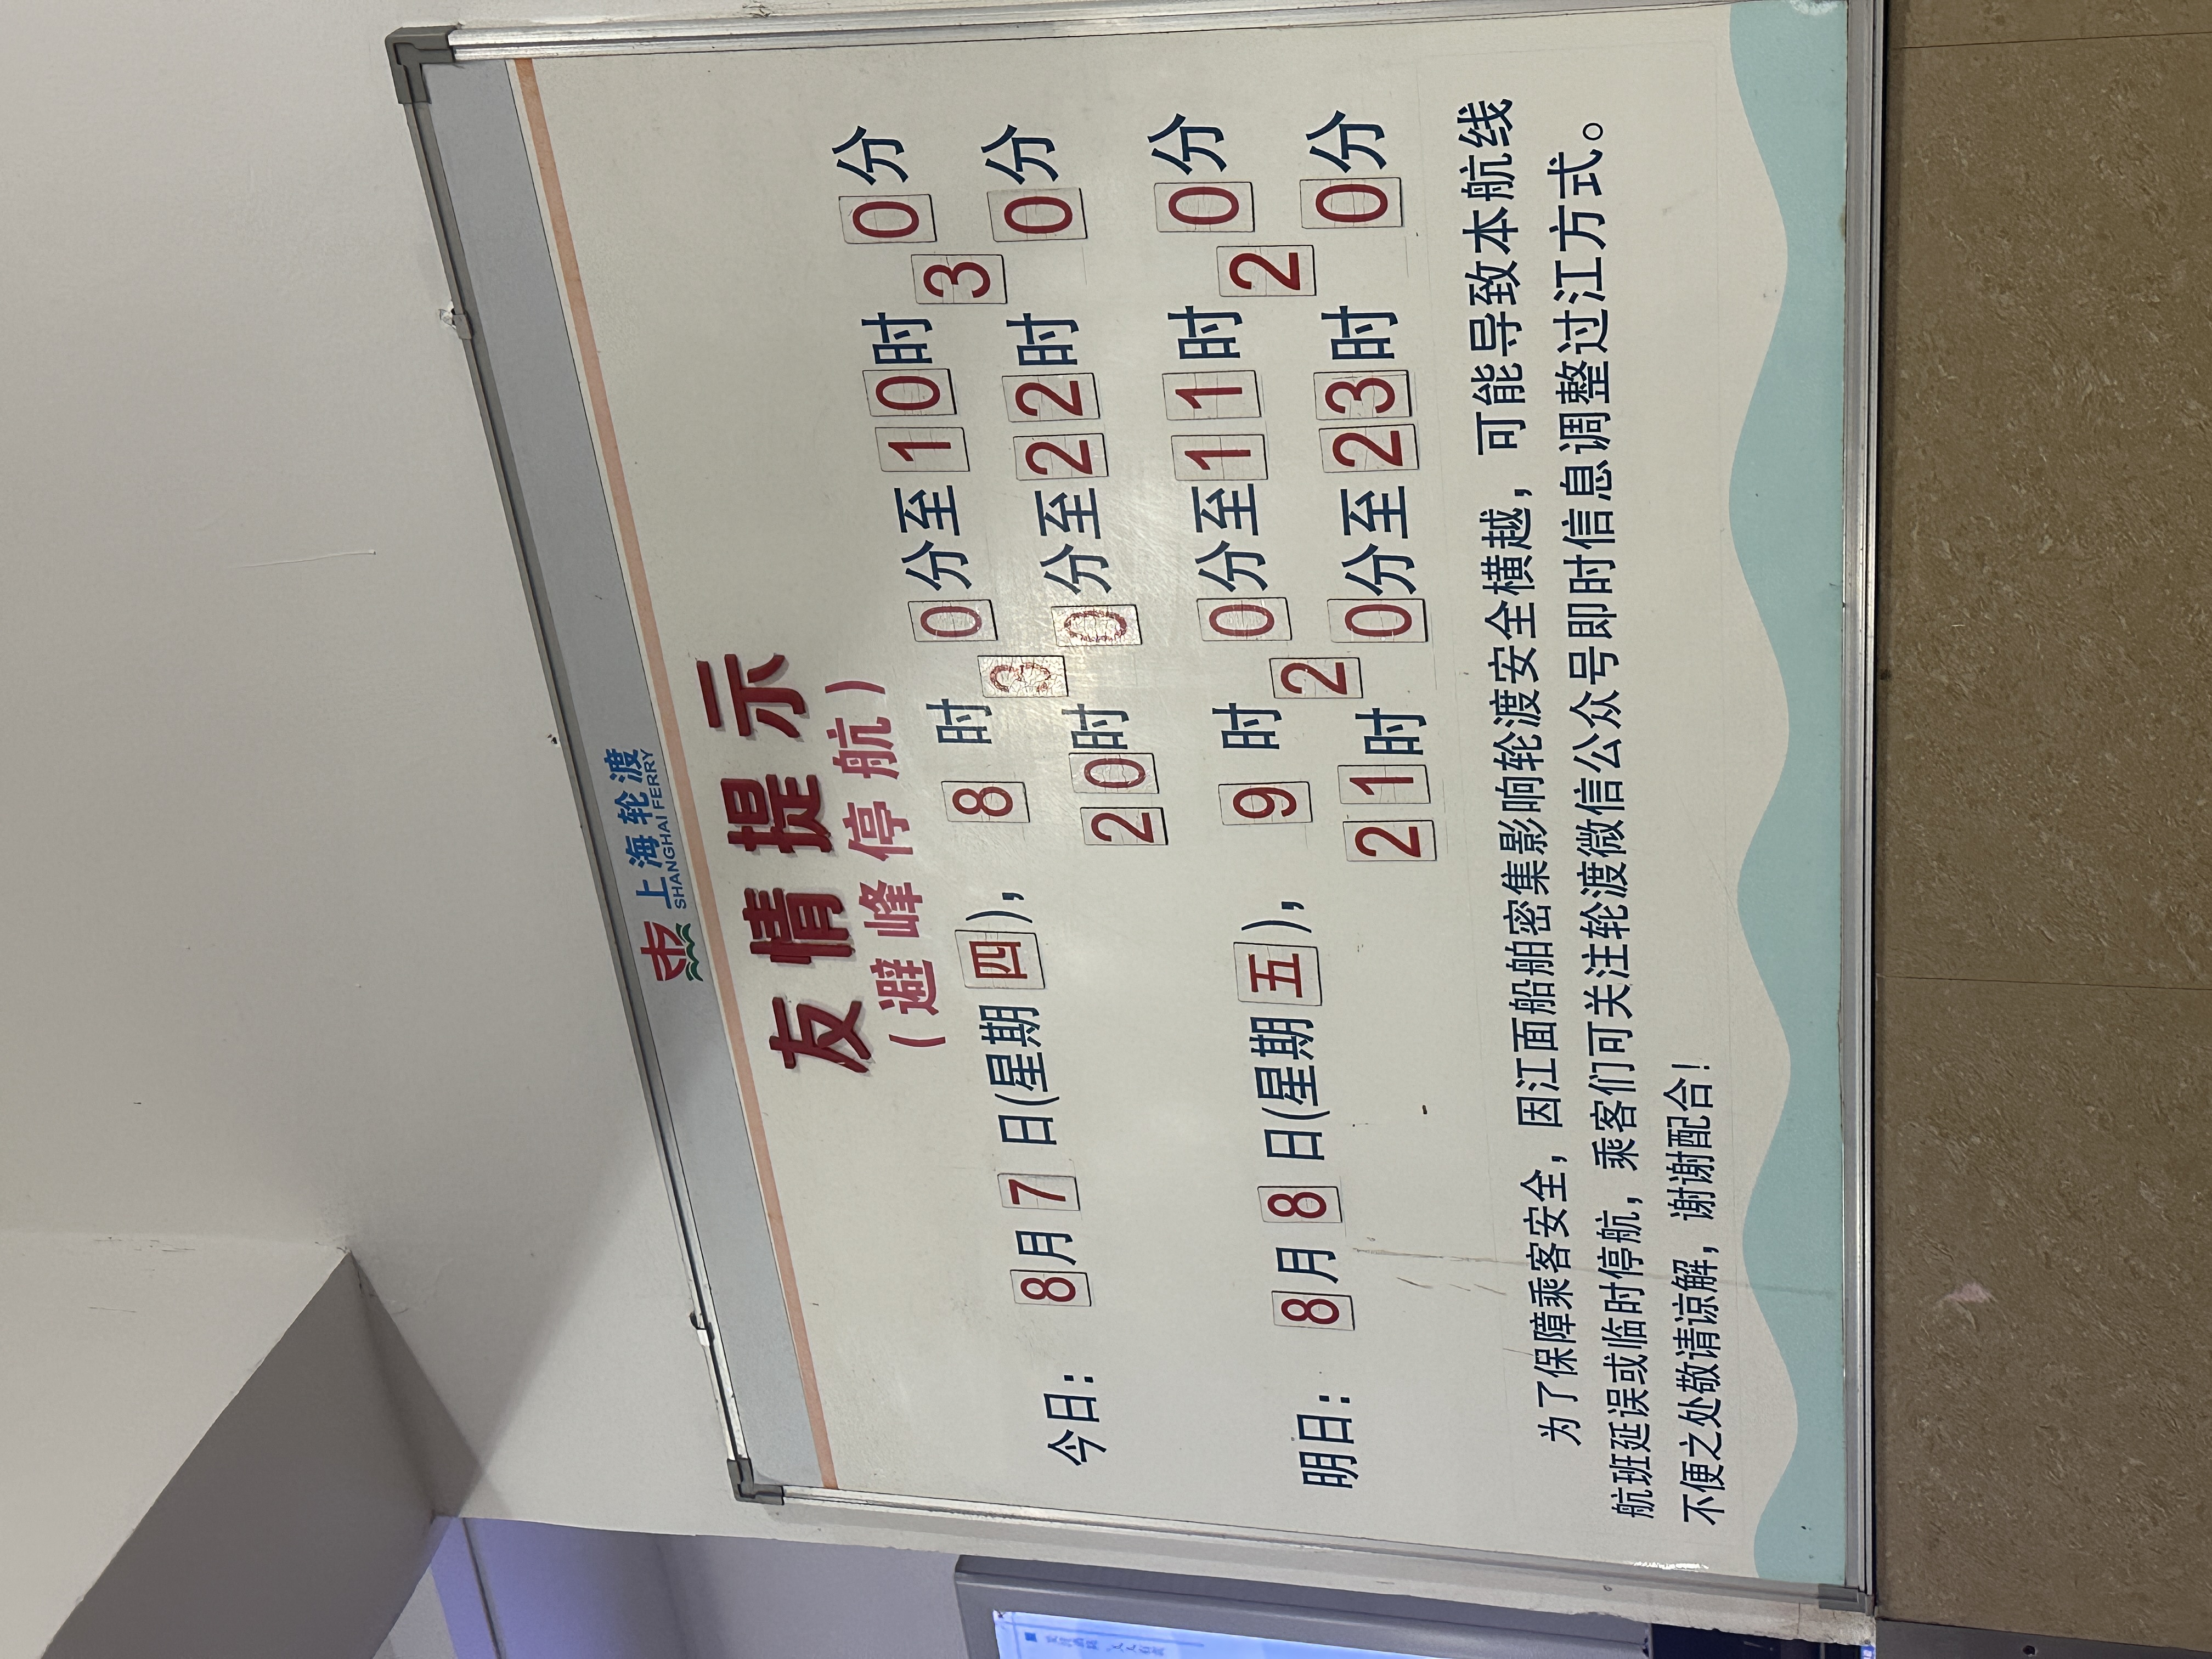 上海轮渡
SHANGHAI FERRY
友情提示
(避峰停航)
今日: 8月7日(星期四), 8时 0分至10时 0分
3 3
20时 0分至22时 0分
明日: 8月8日(星期五), 9时 0分至11时 0分
2 2
21时 0分至23时 0分
为了保障乘客安全，因江面船舶密集影响轮渡安全横越，可能导致本航线
航班延误或临时停航，乘客们可关注轮渡微信公众号即时信息调整过江方式。
不便之处敬请谅解，谢谢配合!